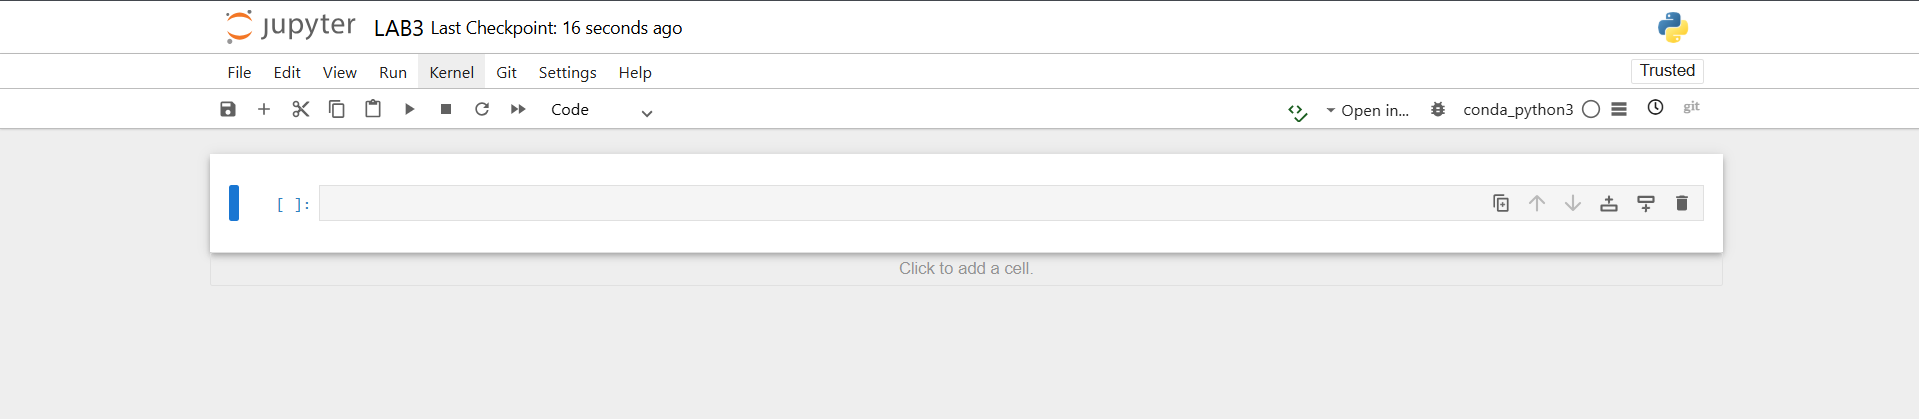 jupyter LAB3 Last Checkpoint: 16 seconds ago
File Edit View Run Kernel Git Settings Help Trusted
Code Open in... conda_python3 git
[ ]:
Click to add a cell.